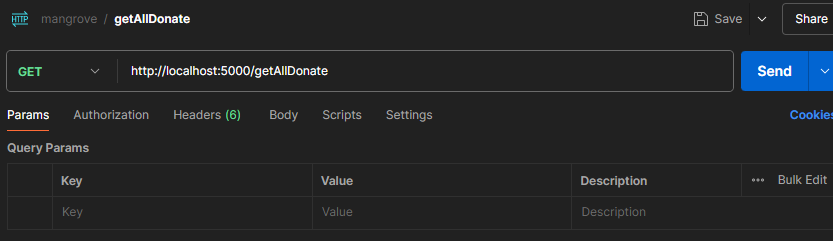 HTTP mangrove / getAllDonate Save Share
GET http://localhost:5000/getAllDonate Send
Params Authorization Headers (6) Body Scripts Settings Cookies
Query Params
Key Value Description Bulk Edit
Key Value Description